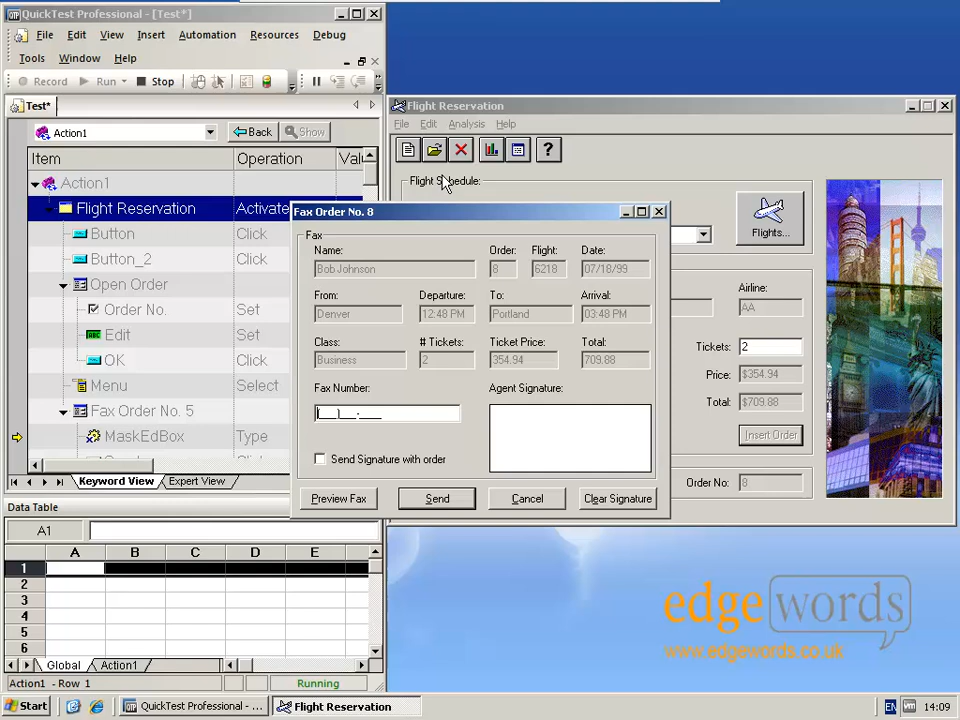 QuickTest Professional - [Test*]
File Edit View Insert Automation Resources Debug
Tools Window Help
Record Run Stop
Test*
Action1 Back Show
Item Operation Valu
Action1
Flight Reservation Activate
Button Click
Button_2 Click
Open Order
Order No. Set
Edit Set
OK Click
Menu Select
Fax Order No. 5
MaskEdBox Type
Keyword View Expert View
Data Table
A1
A B C D E
1
2
3
4
5
6
Global Action1
Action1 - Row 1 Running
Flight Reservation
File Edit Analysis Help
Flight Schedule:
Flights...
Airline:
AA
Tickets: 2
Price: $354.94
Total: $709.88
Insert Order
Order No: 8
Fax Order No. 8
Fax
Name: Order: Flight: Date:
Bob Johnson 8 6218 07/18/99
From: Departure: To: Arrival:
Denver 12:48 PM Portland 03:48 PM
Class: # Tickets: Ticket Price: Total:
Business 2 354.94 709.88
Fax Number: Agent Signature:
(___)___-____
Send Signature with order
Preview Fax Send Cancel Clear Signature
edgewords
www.edgewords.co.uk
Start QuickTest Professional - ... Flight Reservation EN vm 14:09